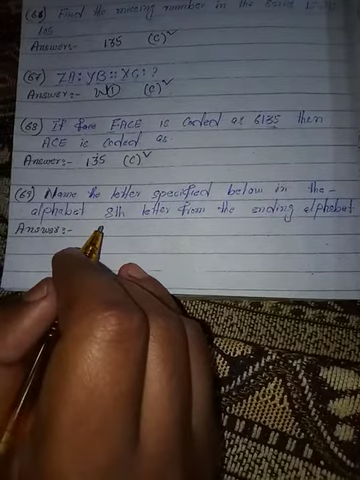 (66) Find the missing number in the
Answer:- 135 (c)
(67) ZA : YB :: XC : ?
Answer:- WD (c)
(68) If FACE is coded as 6135 then
ACE is coded as
Answer:- 135 (c)
(69) Name the letter specified below in the -
alphabet 8th letter from the ending alphabet
Answer:-